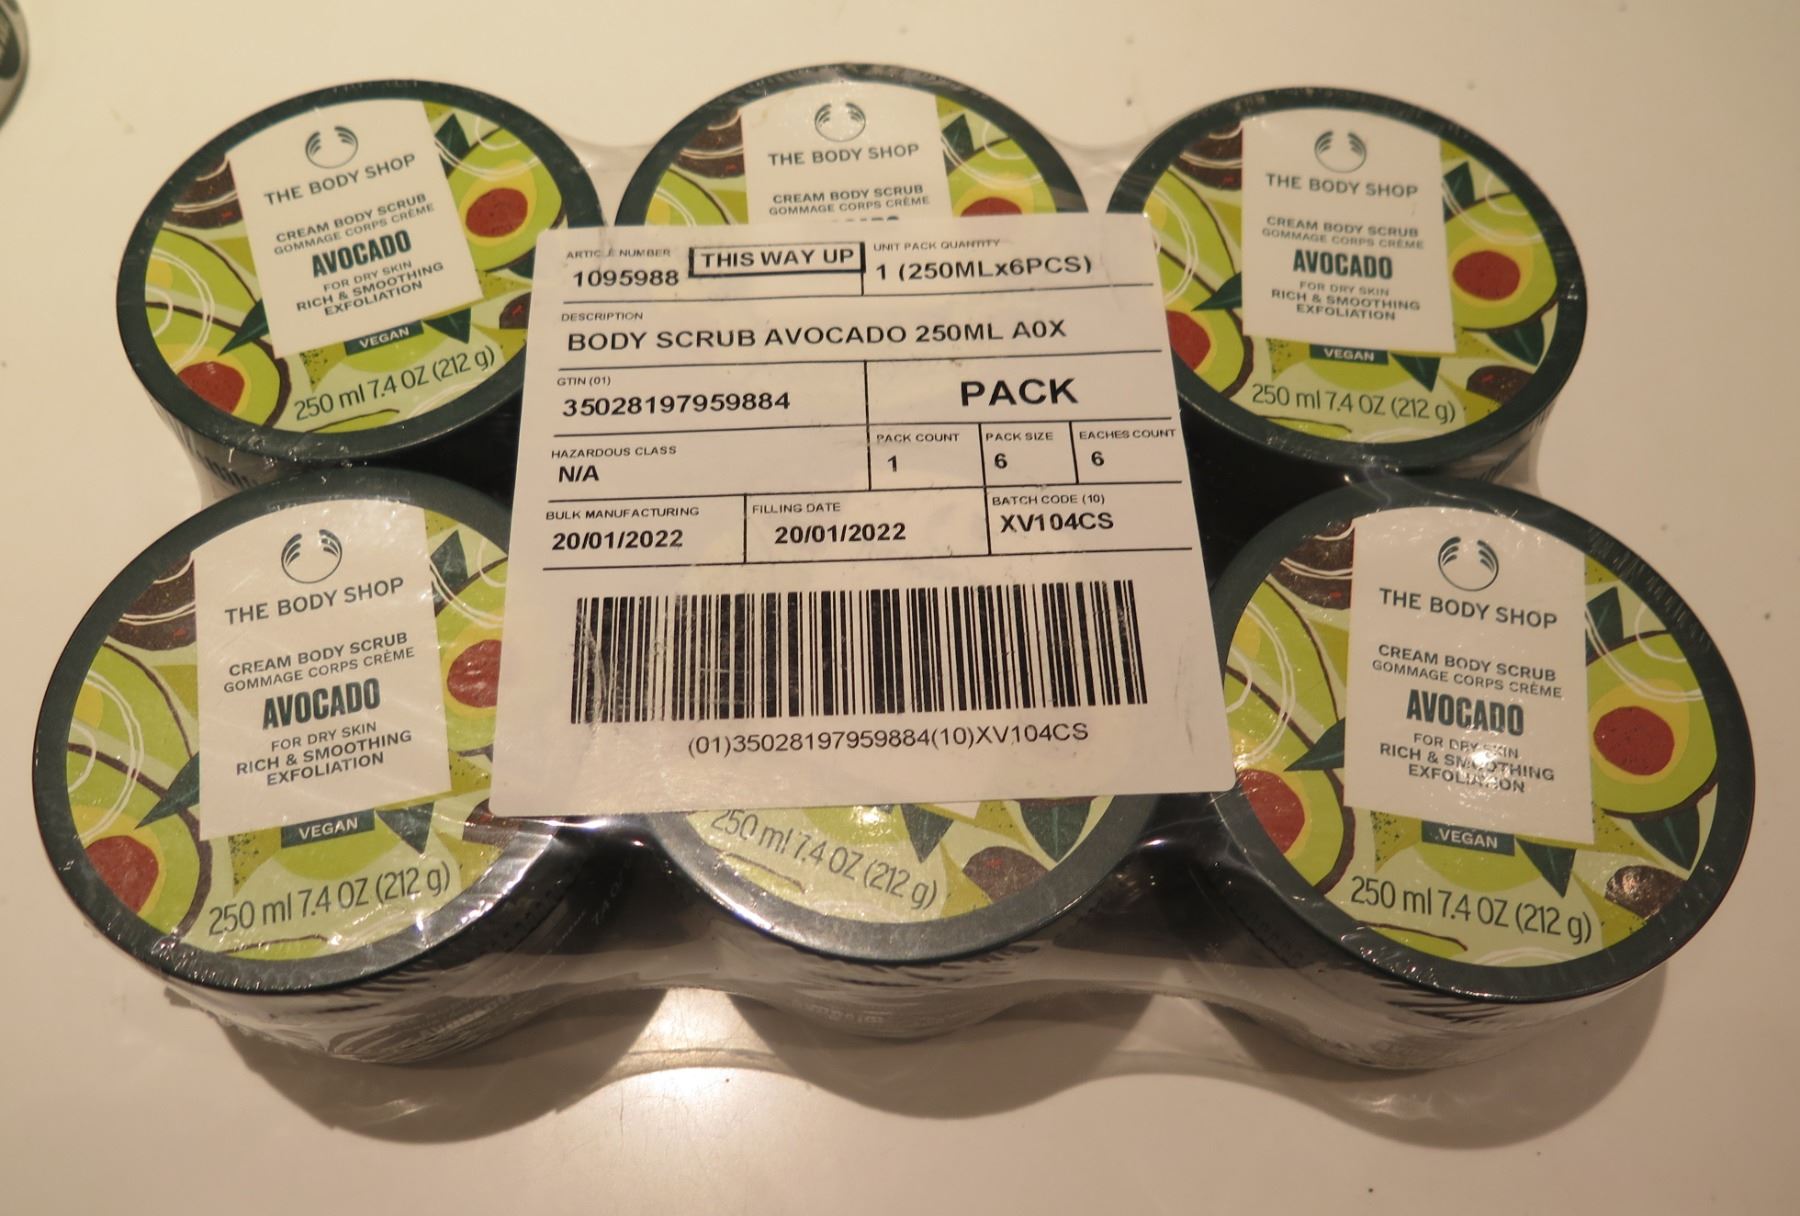 THE BODY SHOP
CREAM BODY SCRUB
GOMMAGE CORPS CRÈME
AVOCADO
FOR DRY SKIN
RICH & SMOOTHING
EXFOLIATION
VEGAN
250 ml 7.4 OZ (212 g)
THE BODY SHOP
CREAM BODY SCRUB
GOMMAGE CORPS CRÈME
THE BODY SHOP
CREAM BODY SCRUB
GOMMAGE CORPS CRÈME
AVOCADO
FOR DRY SKIN
RICH & SMOOTHING
EXFOLIATION
VEGAN
250 ml 7.4 OZ (212 g)
ARTICLE NUMBER
1095988
THIS WAY UP
UNIT PACK QUANTITY
1 (250MLx6PCS)
DESCRIPTION
BODY SCRUB AVOCADO 250ML A0X
GTIN (01)
35028197959884
PACK
HAZARDOUS CLASS
N/A
PACK COUNT
1
PACK SIZE
6
EACHES COUNT
6
BULK MANUFACTURING
20/01/2022
FILLING DATE
20/01/2022
BATCH CODE (10)
XV104CS
(01)35028197959884(10)XV104CS
THE BODY SHOP
CREAM BODY SCRUB
GOMMAGE CORPS CRÈME
AVOCADO
FOR DRY SKIN
RICH & SMOOTHING
EXFOLIATION
VEGAN
250 ml 7.4 OZ (212 g)
250 ml 7.4 OZ (212 g)
THE BODY SHOP
CREAM BODY SCRUB
GOMMAGE CORPS CRÈME
AVOCADO
FOR DRY SKIN
RICH & SMOOTHING
EXFOLIATION
VEGAN
250 ml 7.4 OZ (212 g)